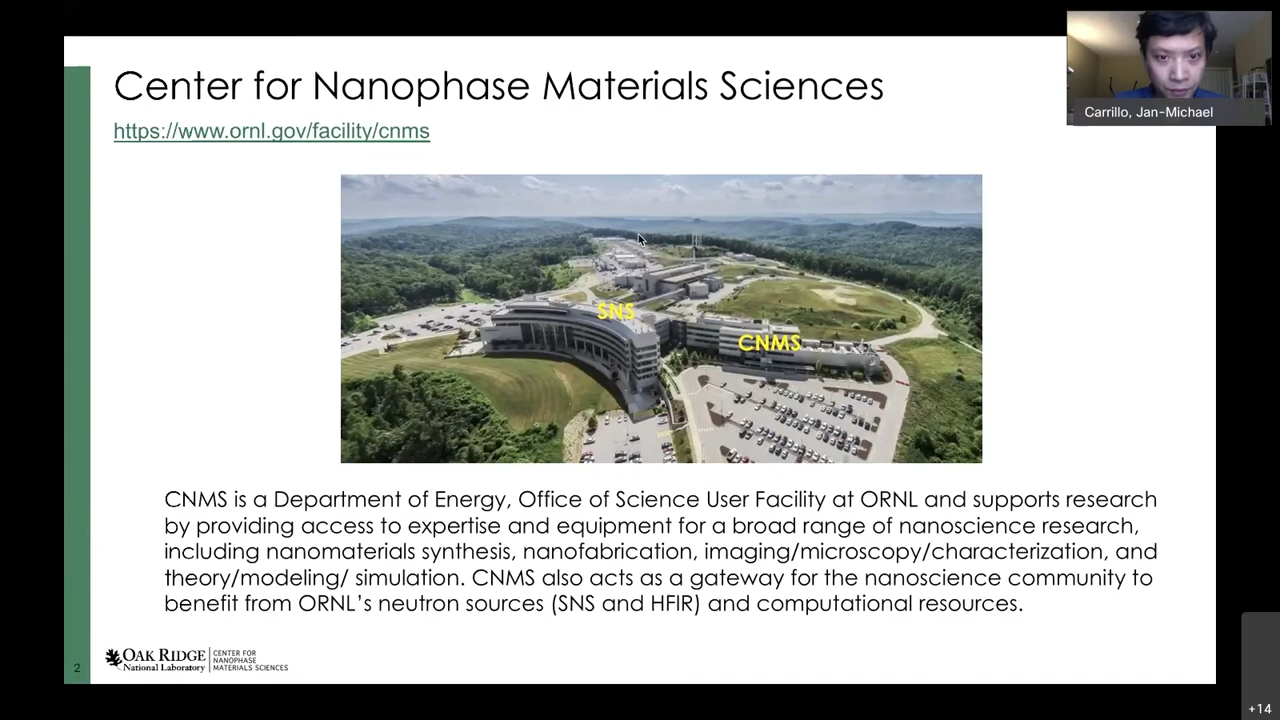 Center for Nanophase Materials Sciences
https://www.ornl.gov/facility/cnms
Carrillo, Jan-Michael
SNS
CNMS
CNMS is a Department of Energy, Office of Science User Facility at ORNL and supports research
by providing access to expertise and equipment for a broad range of nanoscience research,
including nanomaterials synthesis, nanofabrication, imaging/microscopy/characterization, and
theory/modeling/ simulation. CNMS also acts as a gateway for the nanoscience community to
benefit from ORNL's neutron sources (SNS and HFIR) and computational resources.
2
OAK RIDGE
National Laboratory
CENTER FOR
NANOPHASE
MATERIALS SCIENCES
+14